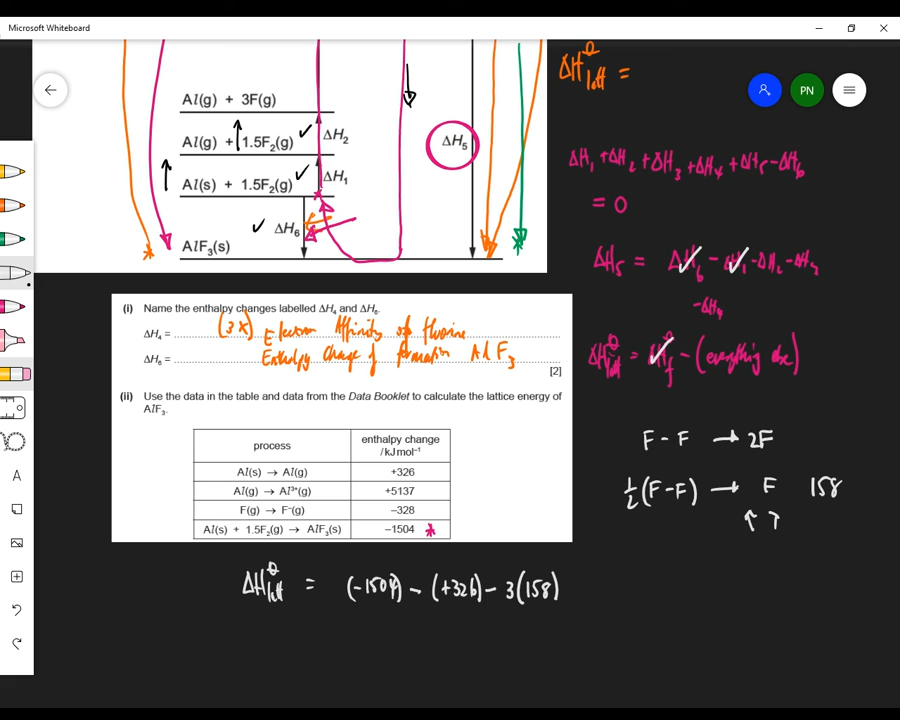 Microsoft Whiteboard
PN
Al(g) + 3F(g)
Al(g) + 1.5F₂(g)
ΔH₂
ΔH₅
Al(s) + 1.5F₂(g)
ΔH₁
ΔH₆
AlF₃(s)
ΔH^θ latt =
ΔH₁ + ΔH₂ + ΔH₃ + ΔH₄ + ΔH₅ - ΔH₆
= 0
ΔH₅ = ΔH₆ - ΔH₁ - ΔH₂ - ΔH₃
- ΔH₄
ΔH^θ latt = ΔH^θ f - (everything else)
(i) Name the enthalpy changes labelled ΔH₄ and ΔH₆.
ΔH₄ = (3x) Electron Affinity of fluorine
ΔH₆ = Enthalpy Change of formation AlF₃
[2]
(ii) Use the data in the table and data from the Data Booklet to calculate the lattice energy of
AlF₃.
process enthalpy change
/kJ mol⁻¹
Al(s) → Al(g) +326
Al(g) → Al³⁺(g) +5137
F(g) → F⁻(g) –328
Al(s) + 1.5F₂(g) → AlF₃(s) –1504 *
F - F → 2F
½(F-F) → F 158
ΔH^θ latt = (-1504) - (+326) - 3(158)
A